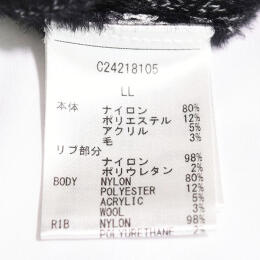 C24218105
LL
本体 ナイロン 80%
ポリエステル 12%
アクリル 5%
毛 3%
リブ部分
ナイロン 98%
ポリウレタン 2%
BODY NYLON 80%
POLYESTER 12%
ACRYLIC 5%
WOOL 3%
RIB NYLON 98%
POLYURETHANE 2%